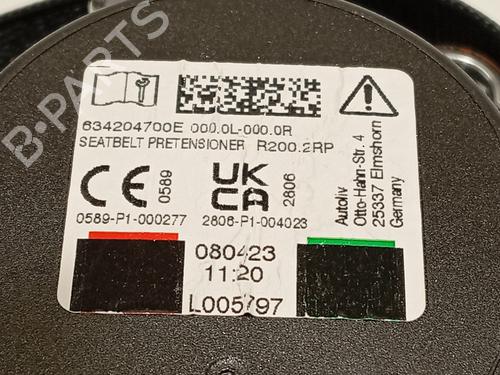 634204700E 000.0L-000.0R
SEATBELT PRETENSIONER R200.2RP
CE 0589
UK
CA 2806
0589-P1-000277
2806-P1-004023
Autoliv
Otto-Hahn-Str. 4
25337 Elmshorn
Germany
080423
11:20
L005797
B-PARTS